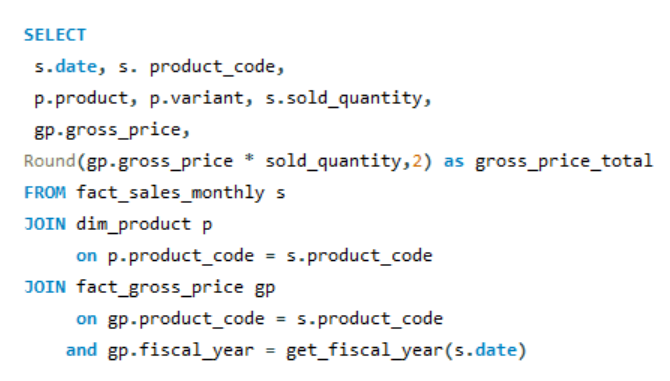 SELECT
s.date, s. product_code,
p.product, p.variant, s.sold_quantity,
gp.gross_price,
Round(gp.gross_price * sold_quantity,2) as gross_price_total
FROM fact_sales_monthly s
JOIN dim_product p
on p.product_code = s.product_code
JOIN fact_gross_price gp
on gp.product_code = s.product_code
and gp.fiscal_year = get_fiscal_year(s.date)